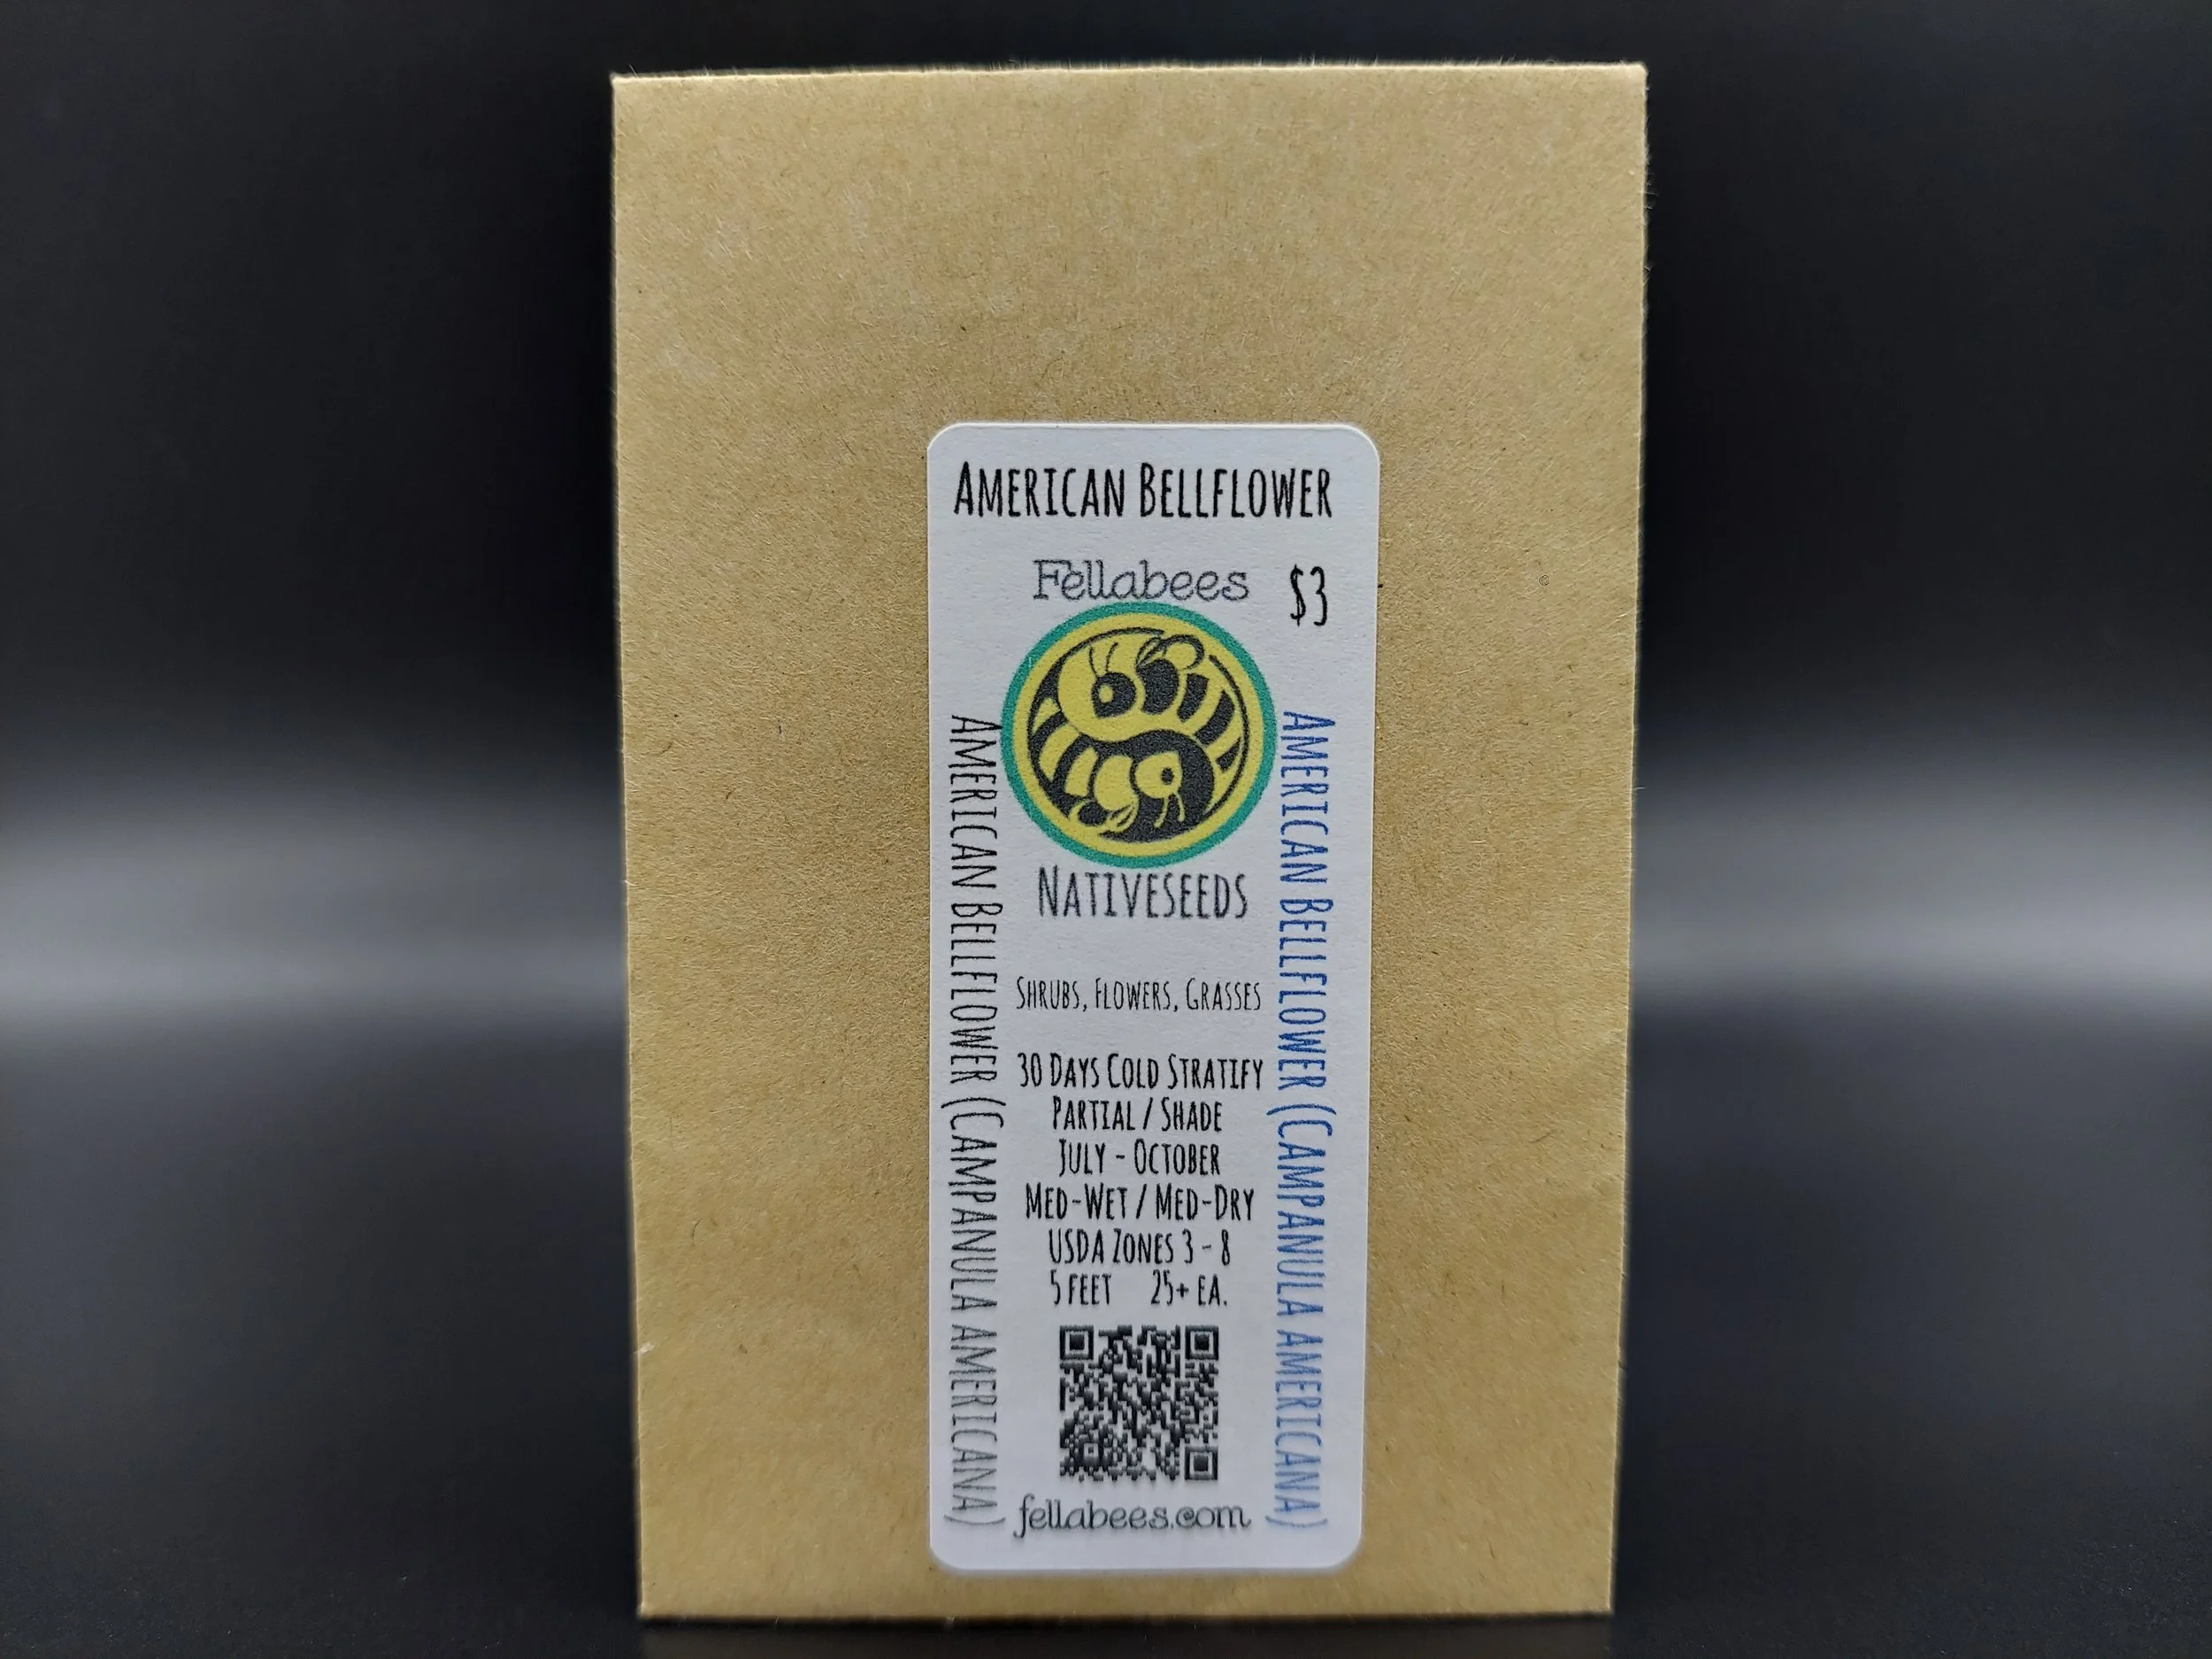 American Bellflower
Fellabees
$3
Nativeseeds
Shrubs, Flowers, Grasses
30 Days Cold Stratify
Partial / Shade
July - October
Med-Wet / Med-Dry
USDA Zones 3 - 8
5 feet 25+ ea.
fellabees.com
American Bellflower (Campanula americana)
American Bellflower (Campanula americana)